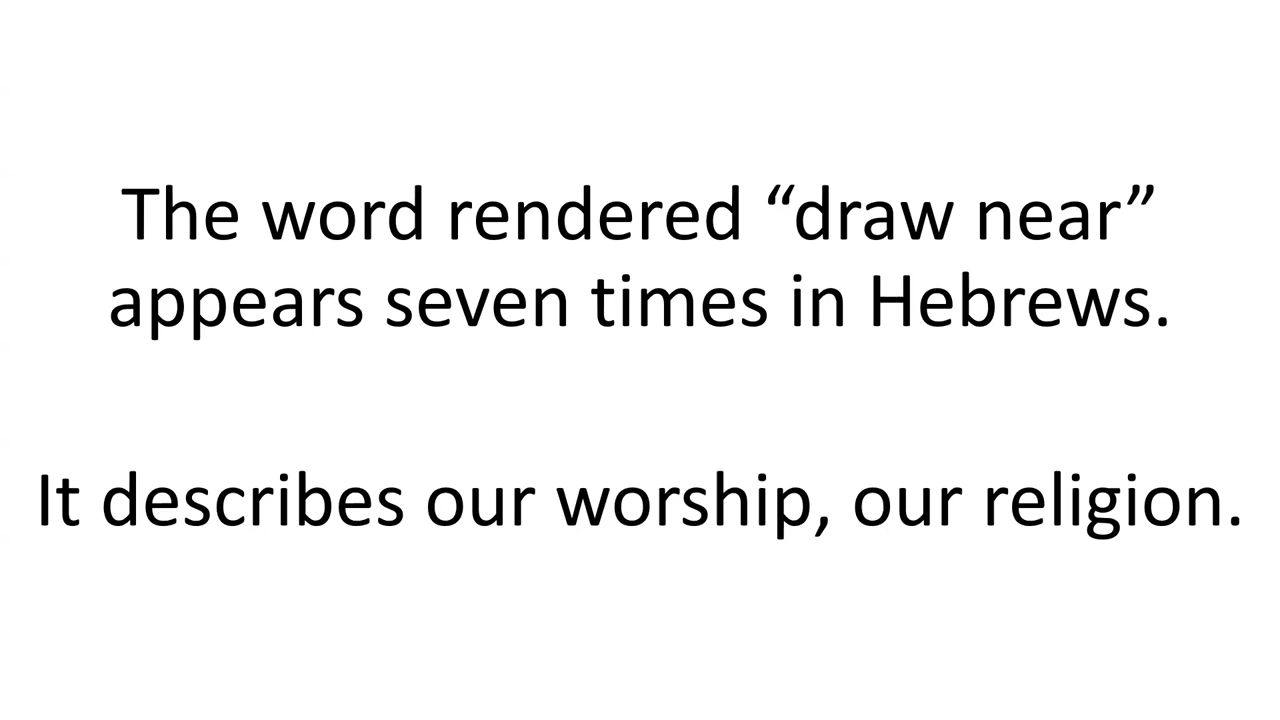 The word rendered “draw near”
appears seven times in Hebrews.
It describes our worship, our religion.